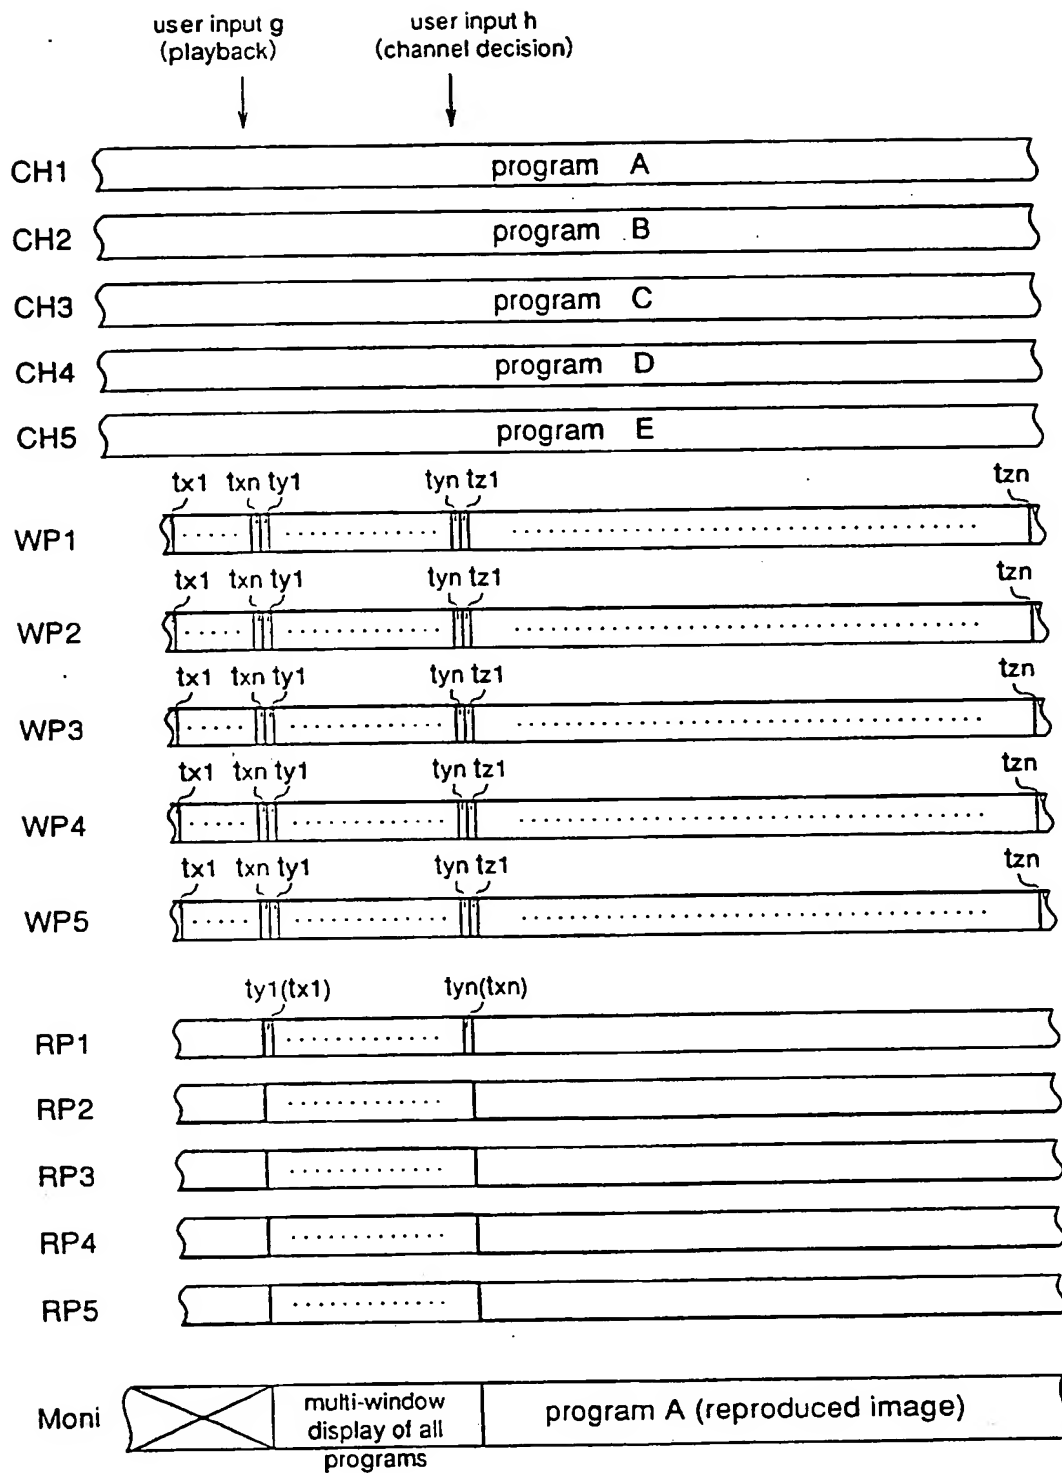 user input g
(playback)
user input h
(channel decision)
CH1 program A
CH2 program B
CH3 program C
CH4 program D
CH5 program E
tx1 txn ty1 tyn tz1 tzn
WP1
tx1 txn ty1 tyn tz1 tzn
WP2
tx1 txn ty1 tyn tz1 tzn
WP3
tx1 txn ty1 tyn tz1 tzn
WP4
tx1 txn ty1 tyn tz1 tzn
WP5
ty1(tx1) tyn(txn)
RP1
RP2
RP3
RP4
RP5
Moni
multi-window
display of all
programs
program A (reproduced image)